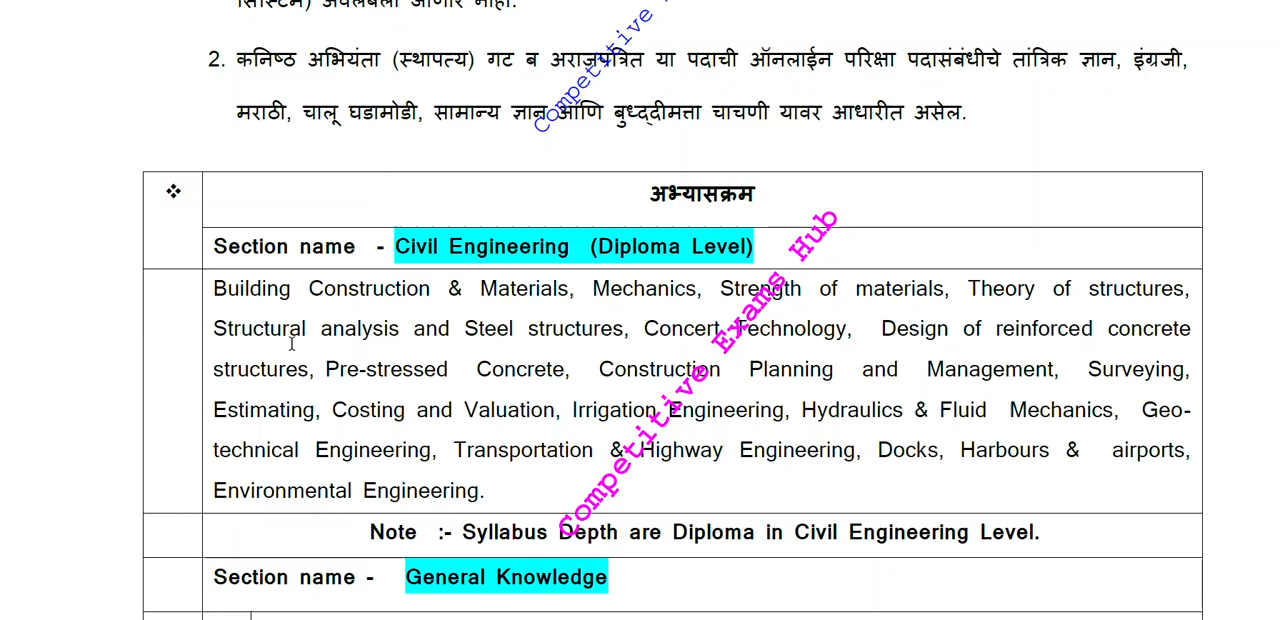 सिस्टिम) अवलंबली जाणार नाही.
2. कनिष्ठ अभियंता (स्थापत्य) गट ब अराजपत्रित या पदाची ऑनलाईन परिक्षा पदासंबंधीचे तांत्रिक ज्ञान, इंग्रजी,
मराठी, चालू घडामोडी, सामान्य ज्ञान आणि बुध्द्दीमत्ता चाचणी यावर आधारीत असेल.
Competitive
❖ अभ्यासक्रम
Section name - Civil Engineering (Diploma Level)
Building Construction & Materials, Mechanics, Strength of materials, Theory of structures,
Structural analysis and Steel structures, Concert Technology, Design of reinforced concrete
structures, Pre-stressed Concrete, Construction Planning and Management, Surveying,
Estimating, Costing and Valuation, Irrigation Engineering, Hydraulics & Fluid Mechanics, Geo-
technical Engineering, Transportation & Highway Engineering, Docks, Harbours & airports,
Environmental Engineering.
Competitive Exams Hub
Note :- Syllabus Depth are Diploma in Civil Engineering Level.
Section name - General Knowledge